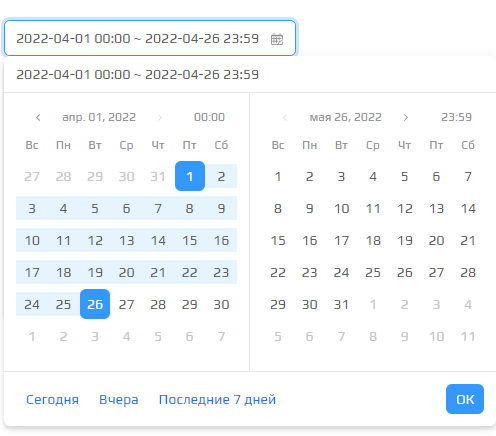 2022-04-01 00:00 ~ 2022-04-26 23:59
2022-04-01 00:00 ~ 2022-04-26 23:59
апр. 01, 2022 00:00
Вс Пн Вт Ср Чт Пт Сб
27 28 29 30 31 1 2
3 4 5 6 7 8 9
10 11 12 13 14 15 16
17 18 19 20 21 22 23
24 25 26 27 28 29 30
1 2 3 4 5 6 7
мая 26, 2022 23:59
Вс Пн Вт Ср Чт Пт Сб
1 2 3 4 5 6 7
8 9 10 11 12 13 14
15 16 17 18 19 20 21
22 23 24 25 26 27 28
29 30 31 1 2 3 4
5 6 7 8 9 10 11
Сегодня Вчера Последние 7 дней OK